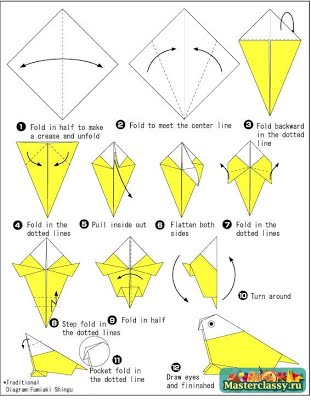 1 Fold in half to make
a crease and unfold
2 Fold to meet the center line
3 Fold backward
in the dotted
line
4 Fold in the
dotted lines
5 Pull inside out
6 Flatten both
sides
7 Fold in the
dotted lines
8 Step fold in
the dotted lines
9 Fold in half
10 Turn around
11 Pocket fold in
the dotted line
12 Draw eyes
and fininshed
*Traditional
Diagram:Fumiaki Shingu
Masterclassy.ru